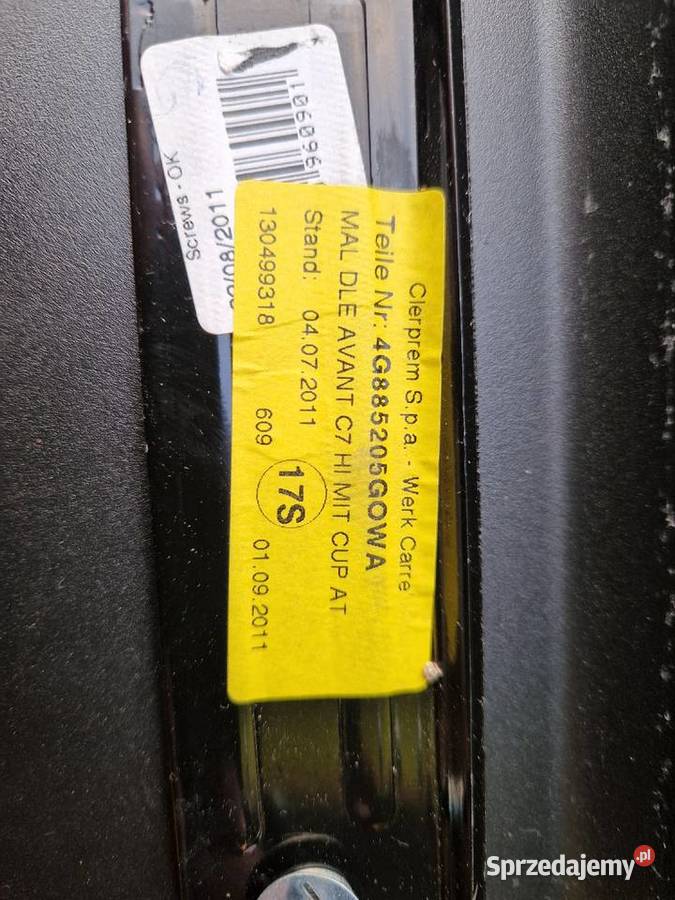 Clerprem S.p.a. - Werk Carre
Teile Nr: 4G885205GOWA
MAL DLE AVANT C7 HI MIT CUP AT
Stand: 04.07.2011
130499318 609 17S 01.09.2011
Screws - OK
/08/2011
Sprzedajemy.pl